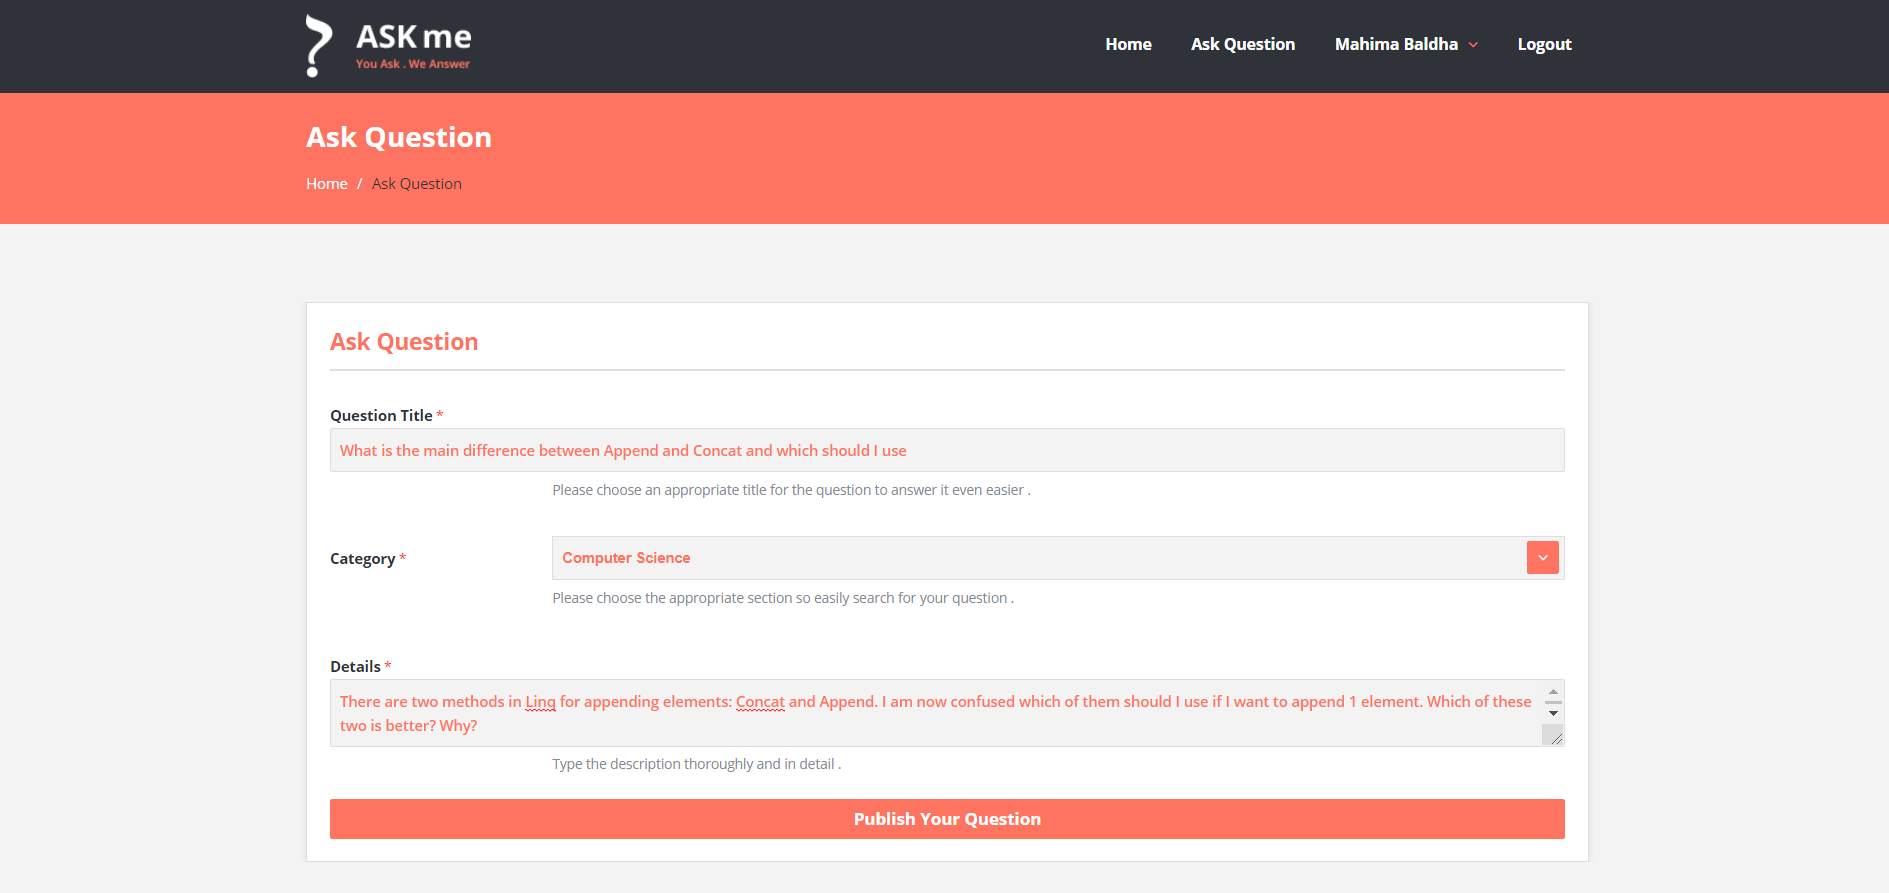 ?
ASK me
You Ask . We Answer
Home
Ask Question
Mahima Baldha
Logout
Ask Question
Home / Ask Question
Ask Question
Question Title *
What is the main difference between Append and Concat and which should I use
Please choose an appropriate title for the question to answer it even easier .
Category *
Computer Science
Please choose the appropriate section so easily search for your question .
Details *
There are two methods in Linq for appending elements: Concat and Append. I am now confused which of them should I use if I want to append 1 element. Which of these
two is better? Why?
Type the description thoroughly and in detail .
Publish Your Question